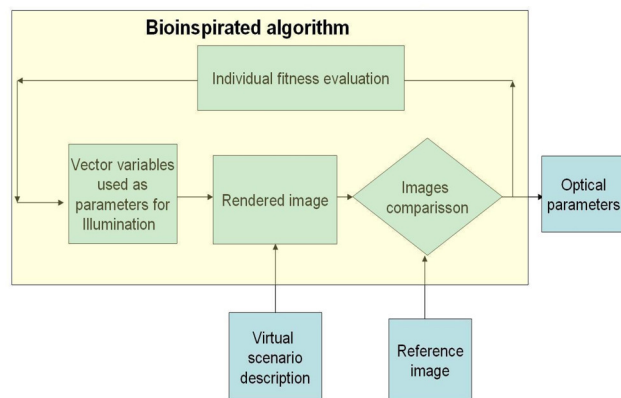 Bioinspirated algorithm
Individual fitness evaluation
Vector variables
used as
parameters for
Illumination
Rendered image
Images
comparisson
Optical
parameters
Virtual
scenario
description
Reference
image